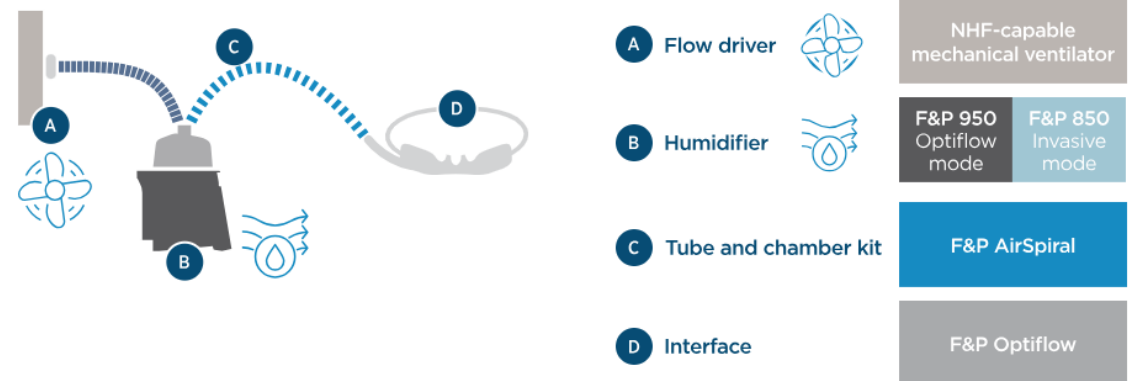 C
D
A
B
A Flow driver
NHF-capable
mechanical ventilator
B Humidifier
F&P 950
Optiflow
mode
F&P 850
Invasive
mode
C Tube and chamber kit
F&P AirSpiral
D Interface
F&P Optiflow